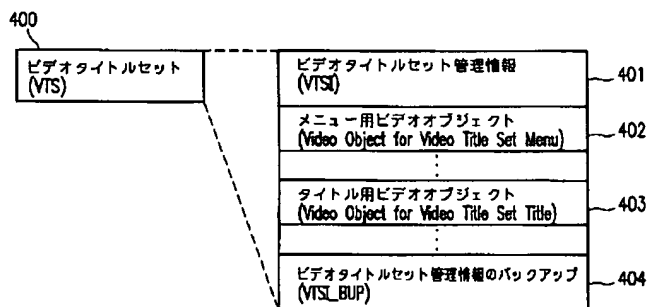 400
ビデオタイトルセット
(VTS)
ビデオタイトルセット管理情報
(VTSI)
401
メニュー用ビデオオブジェクト
(Video Object for Video Title Set Menu)
402
タイトル用ビデオオブジェクト
(Video Object for Video Title Set Title)
403
ビデオタイトルセット管理情報のバックアップ
(VTSI_BUP)
404